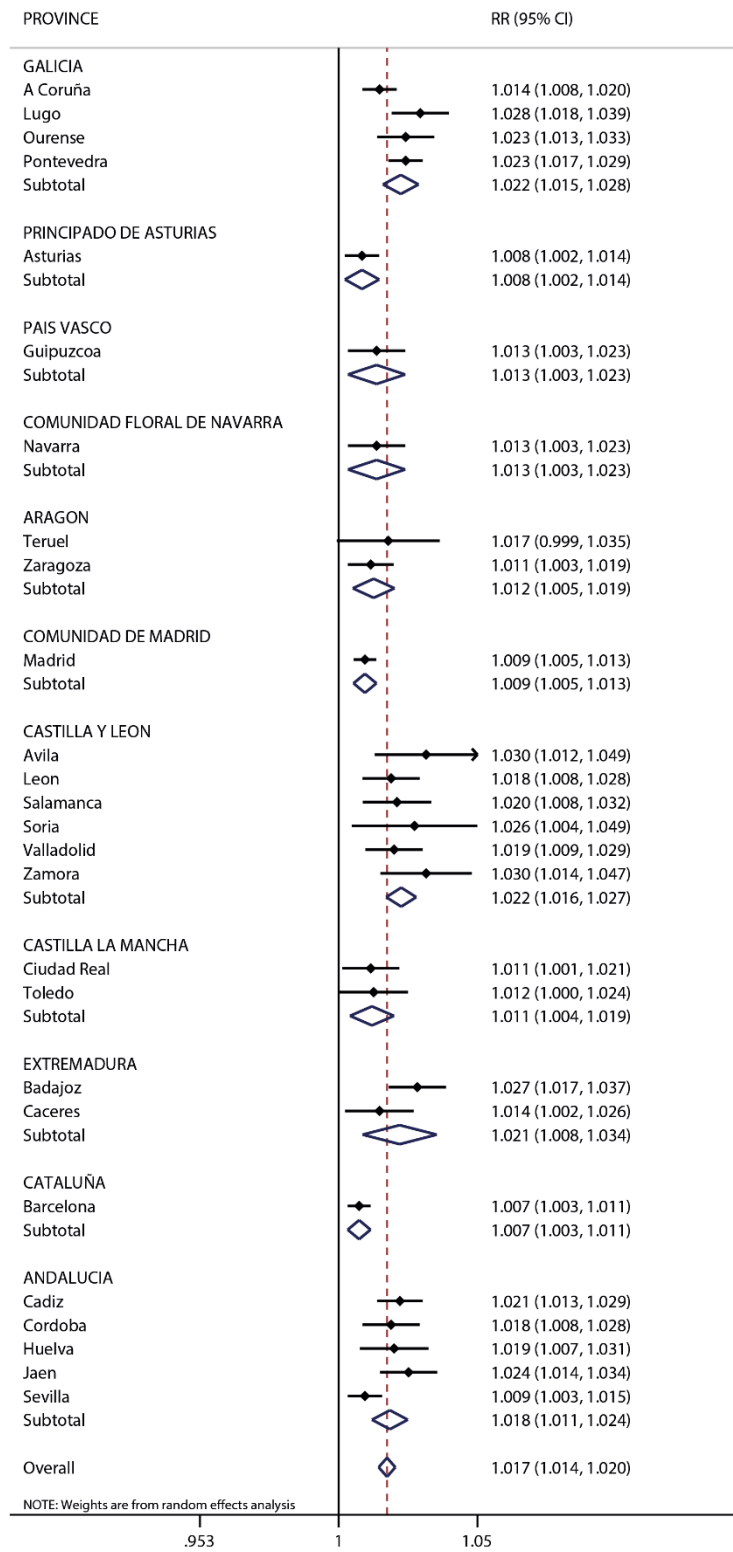 PROVINCE RR (95% CI)
GALICIA
A Coruña 1.014 (1.008, 1.020)
Lugo 1.028 (1.018, 1.039)
Ourense 1.023 (1.013, 1.033)
Pontevedra 1.023 (1.017, 1.029)
Subtotal 1.022 (1.015, 1.028)
PRINCIPADO DE ASTURIAS
Asturias 1.008 (1.002, 1.014)
Subtotal 1.008 (1.002, 1.014)
PAIS VASCO
Guipuzcoa 1.013 (1.003, 1.023)
Subtotal 1.013 (1.003, 1.023)
COMUNIDAD FLORAL DE NAVARRA
Navarra 1.013 (1.003, 1.023)
Subtotal 1.013 (1.003, 1.023)
ARAGON
Teruel 1.017 (0.999, 1.035)
Zaragoza 1.011 (1.003, 1.019)
Subtotal 1.012 (1.005, 1.019)
COMUNIDAD DE MADRID
Madrid 1.009 (1.005, 1.013)
Subtotal 1.009 (1.005, 1.013)
CASTILLA Y LEON
Avila 1.030 (1.012, 1.049)
Leon 1.018 (1.008, 1.028)
Salamanca 1.020 (1.008, 1.032)
Soria 1.026 (1.004, 1.049)
Valladolid 1.019 (1.009, 1.029)
Zamora 1.030 (1.014, 1.047)
Subtotal 1.022 (1.016, 1.027)
CASTILLA LA MANCHA
Ciudad Real 1.011 (1.001, 1.021)
Toledo 1.012 (1.000, 1.024)
Subtotal 1.011 (1.004, 1.019)
EXTREMADURA
Badajoz 1.027 (1.017, 1.037)
Caceres 1.014 (1.002, 1.026)
Subtotal 1.021 (1.008, 1.034)
CATALUÑA
Barcelona 1.007 (1.003, 1.011)
Subtotal 1.007 (1.003, 1.011)
ANDALUCIA
Cadiz 1.021 (1.013, 1.029)
Cordoba 1.018 (1.008, 1.028)
Huelva 1.019 (1.007, 1.031)
Jaen 1.024 (1.014, 1.034)
Sevilla 1.009 (1.003, 1.015)
Subtotal 1.018 (1.011, 1.024)
Overall 1.017 (1.014, 1.020)
NOTE: Weights are from random effects analysis
.953 1 1.05